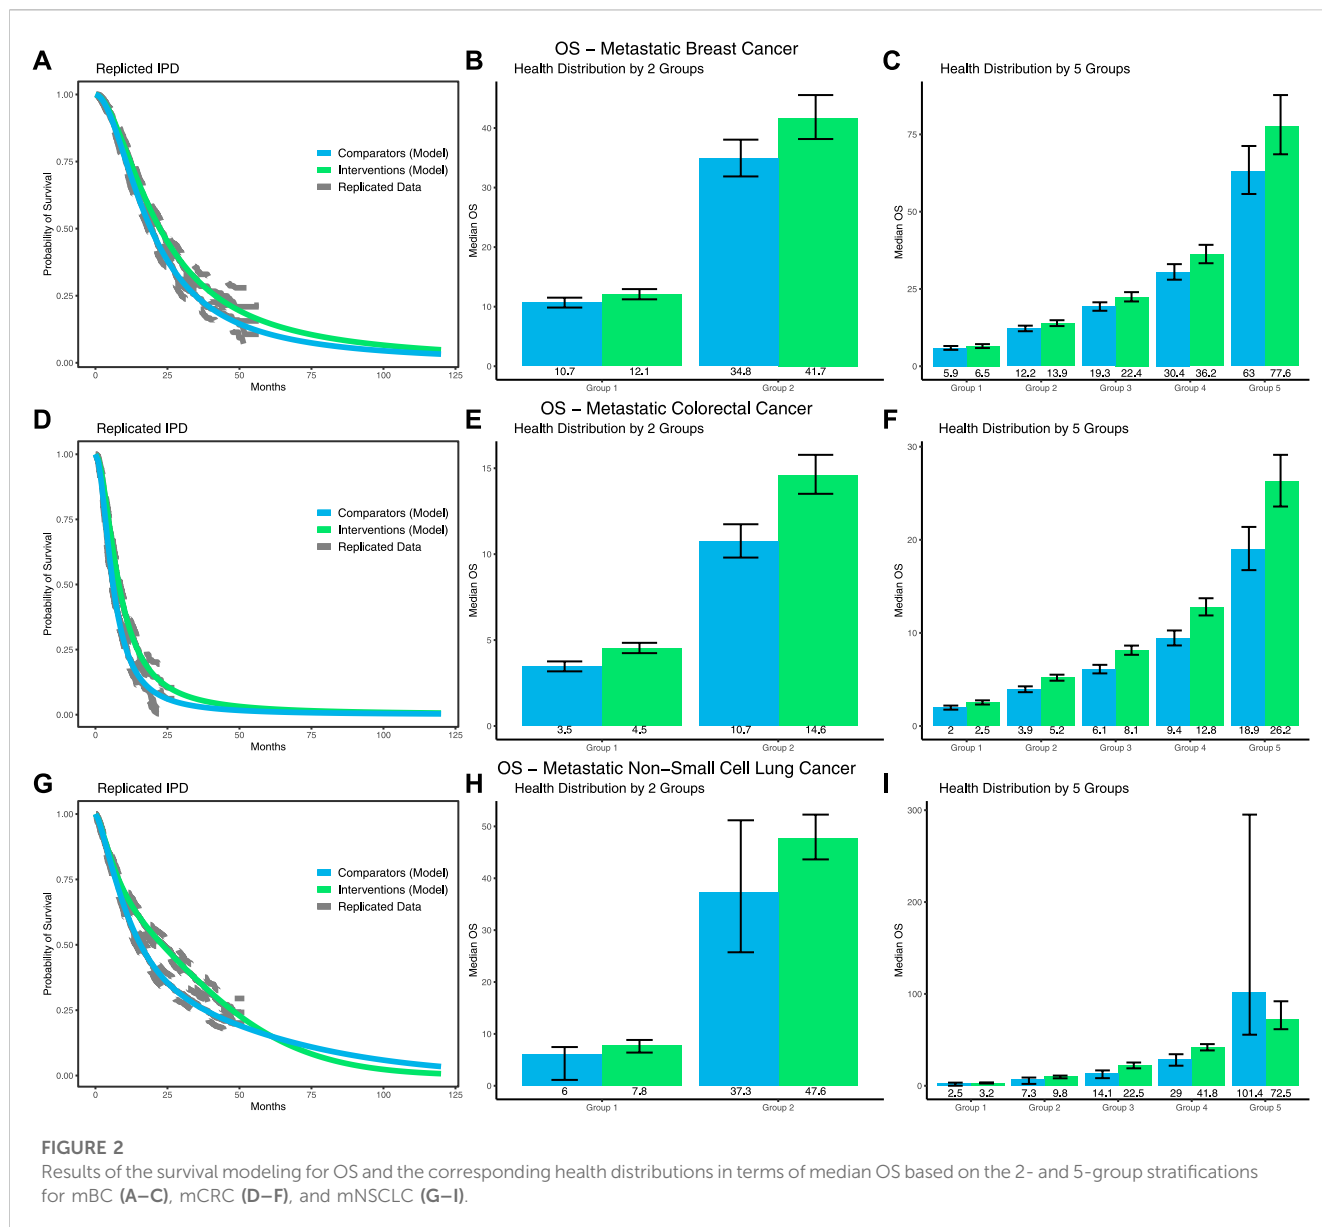 OS – Metastatic Breast Cancer
A
Replicted IPD
Probability of Survival
1.00
0.75
0.50
0.25
0.00
Comparators (Model)
Interventions (Model)
Replicated Data
0 25 50 75 100 125
Months
B
Health Distribution by 2 Groups
Median OS
40
30
20
10
0
10.7 12.1 34.8 41.7
Group 1 Group 2
C
Health Distribution by 5 Groups
Median OS
75
50
25
0
5.9 6.5 12.2 13.9 19.3 22.4 30.4 36.2 63 77.6
Group 1 Group 2 Group 3 Group 4 Group 5
OS – Metastatic Colorectal Cancer
D
Replicated IPD
Probability of Survival
1.00
0.75
0.50
0.25
0.00
Comparators (Model)
Interventions (Model)
Replicated Data
0 25 50 75 100 125
Months
E
Health Distribution by 2 Groups
Median OS
15
10
5
0
3.5 4.5 10.7 14.6
Group 1 Group 2
F
Health Distribution by 5 Groups
Median OS
30
20
10
0
2 2.5 3.9 5.2 6.1 8.1 9.4 12.8 18.9 26.2
Group 1 Group 2 Group 3 Group 4 Group 5
OS – Metastatic Non–Small Cell Lung Cancer
G
Replicated IPD
Probability of Survival
1.00
0.75
0.50
0.25
0.00
Comparators (Model)
Interventions (Model)
Replicated Data
0 25 50 75 100 125
Months
H
Health Distribution by 2 Groups
Median OS
50
40
30
20
10
0
6 7.8 37.3 47.6
Group 1 Group 2
I
Health Distribution by 5 Groups
Median OS
300
200
100
0
2.5 3.2 7.3 9.8 14.1 22.5 29 41.8 101.4 72.5
Group 1 Group 2 Group 3 Group 4 Group 5
FIGURE 2
Results of the survival modeling for OS and the corresponding health distributions in terms of median OS based on the 2- and 5-group stratifications
for mBC (A–C), mCRC (D–F), and mNSCLC (G–I).